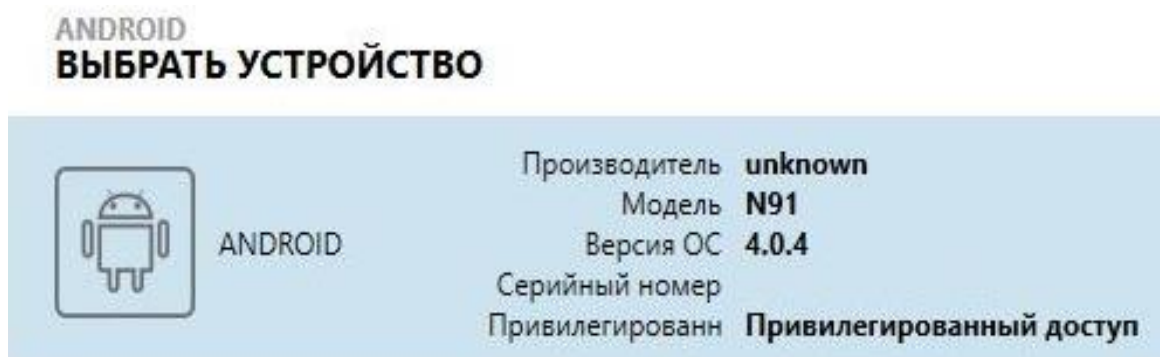 ANDROID
ВЫБРАТЬ УСТРОЙСТВО
ANDROID
Производитель unknown
Модель N91
Версия ОС 4.0.4
Серийный номер
Привилегированн Привилегированный доступ